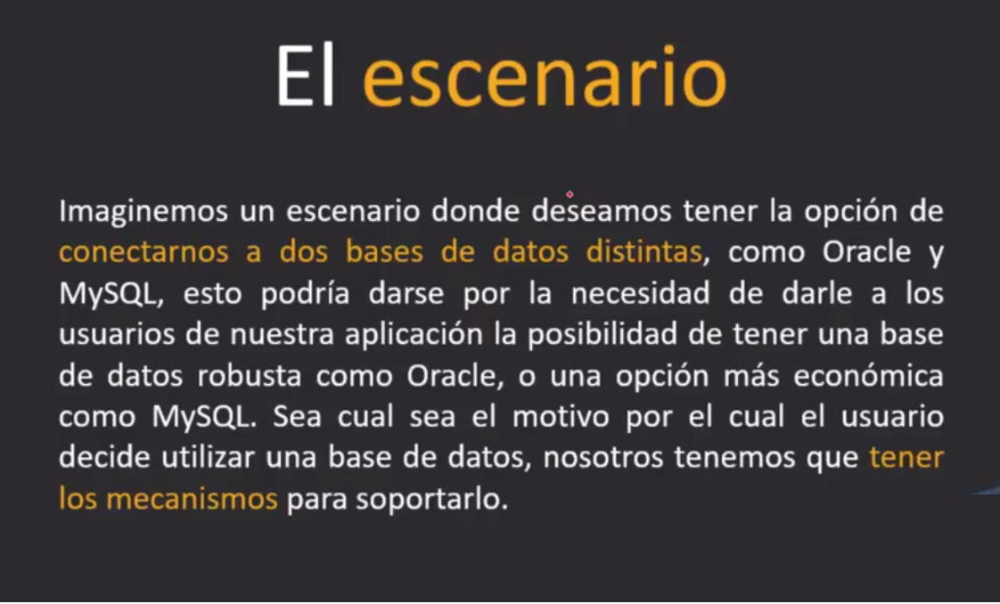 El escenario
Imaginemos un escenario donde deseamos tener la opción de
conectarnos a dos bases de datos distintas, como Oracle y
MySQL, esto podría darse por la necesidad de darle a los
usuarios de nuestra aplicación la posibilidad de tener una base
de datos robusta como Oracle, o una opción más económica
como MySQL. Sea cual sea el motivo por el cual el usuario
decide utilizar una base de datos, nosotros tenemos que tener
los mecanismos para soportarlo.